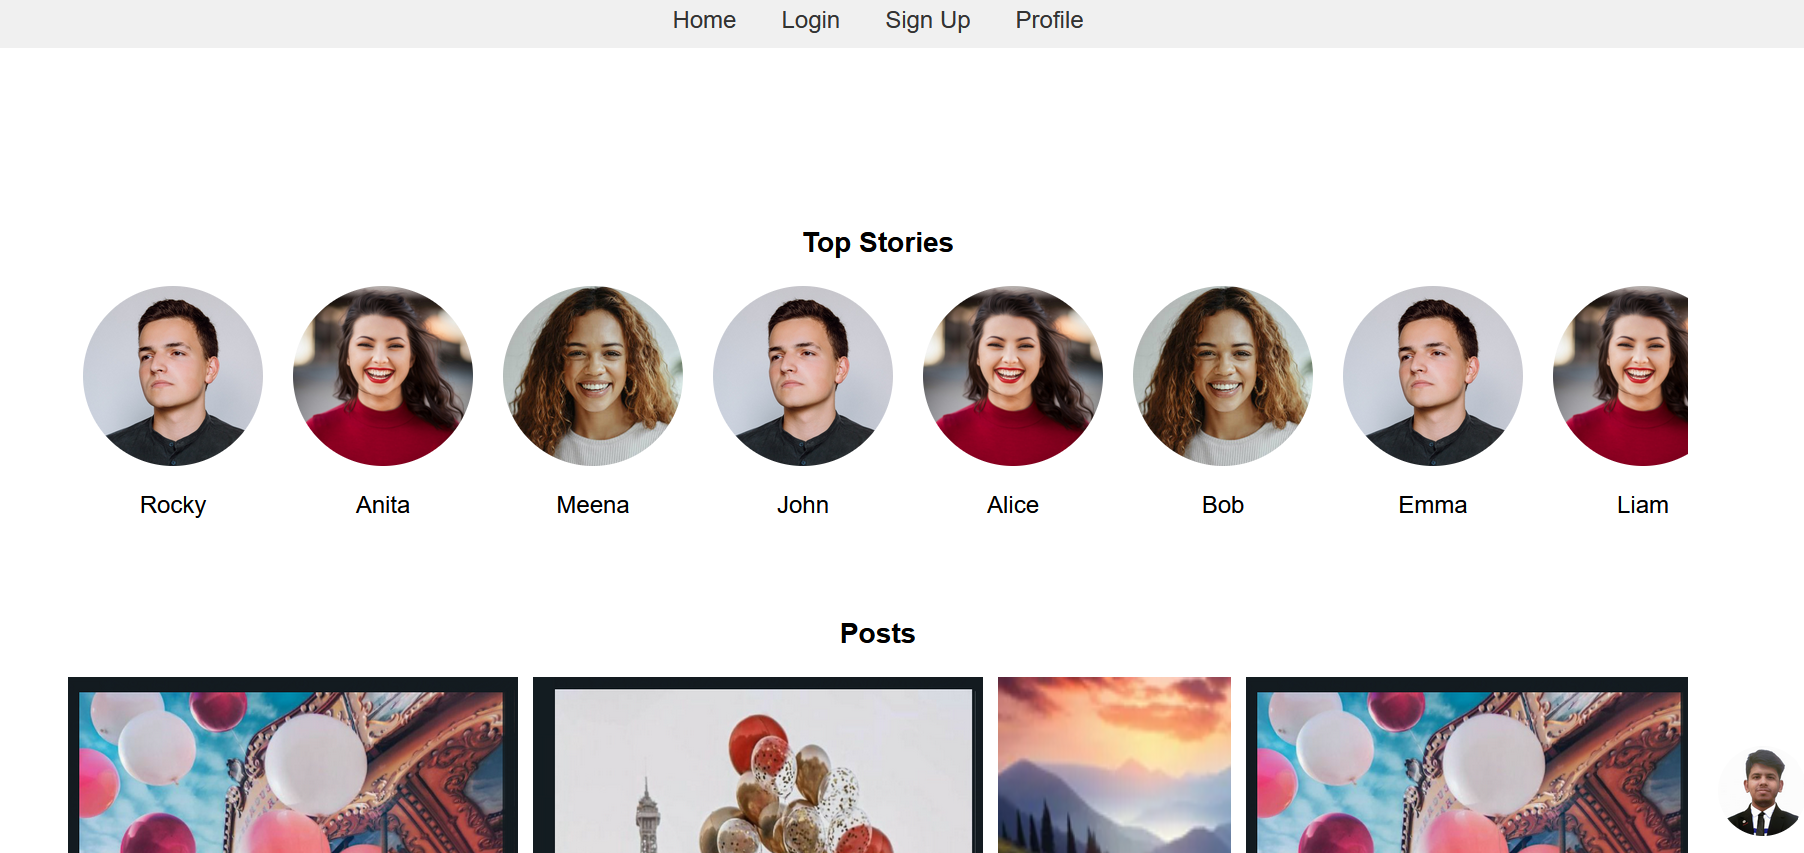 Home Login Sign Up Profile
Top Stories
Rocky Anita Meena John Alice Bob Emma Liam
Posts